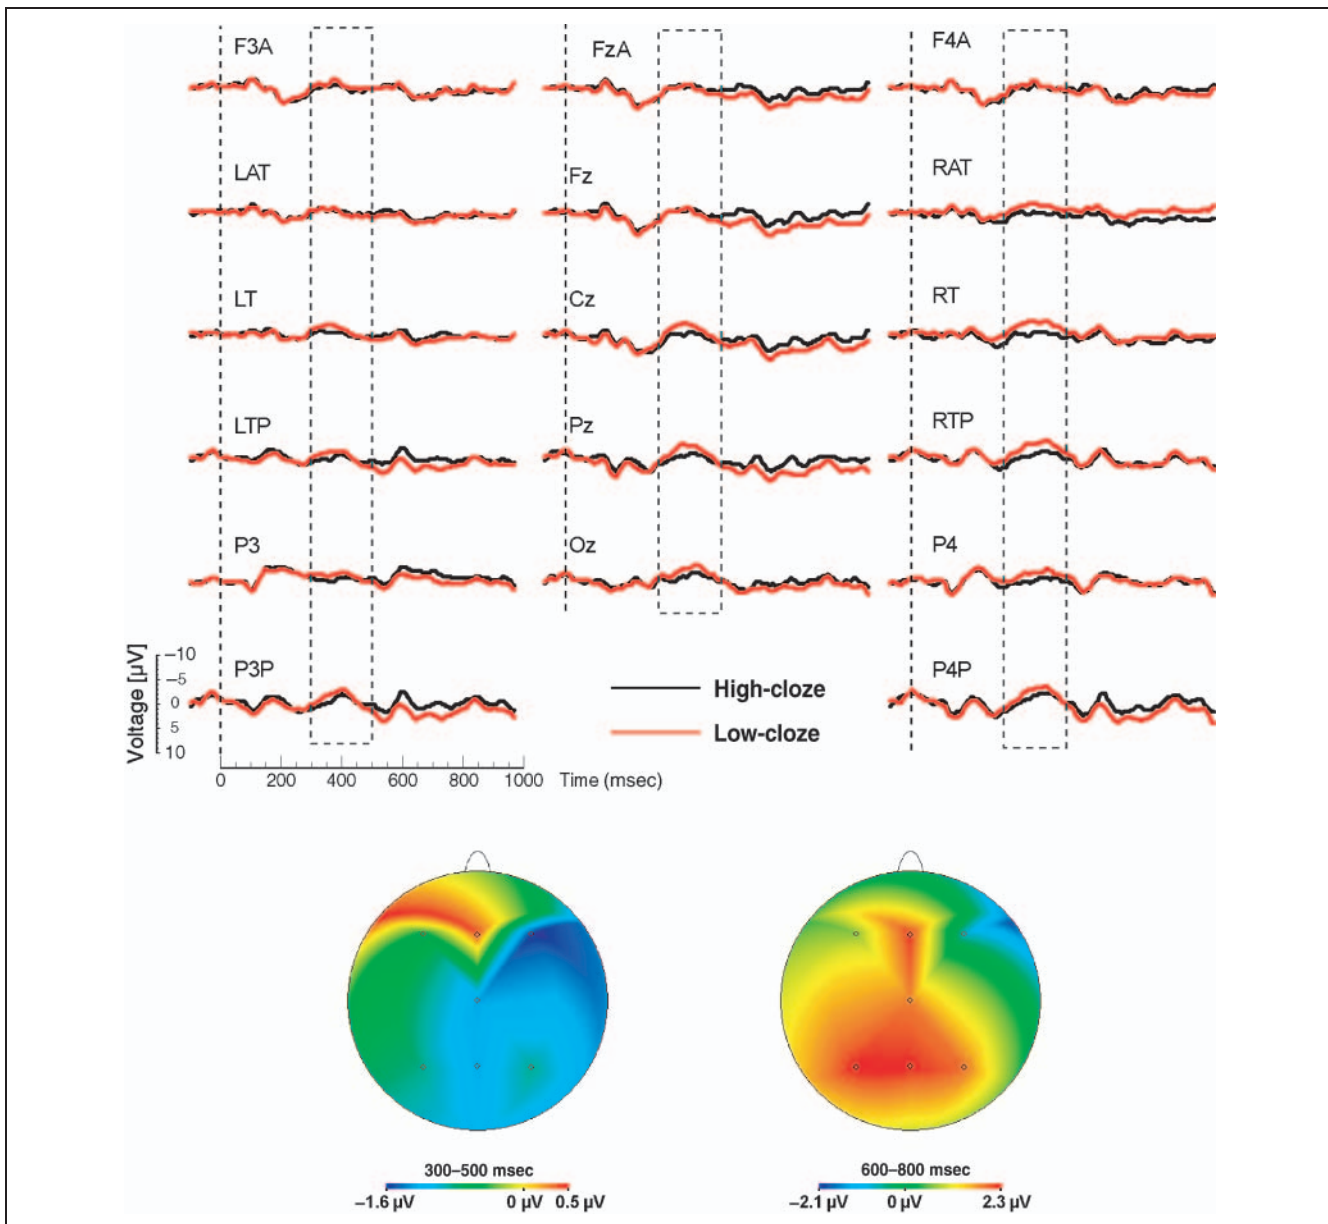 F3A FzA F4A
LAT Fz RAT
LT Cz RT
LTP Pz RTP
P3 Oz P4
P3P P4P
Voltage [µV]
−10
−5
0
5
10
High-cloze
Low-cloze
0 200 400 600 800 1000 Time (msec)
300–500 msec 600–800 msec
−1.6 µV 0 µV 0.5 µV −2.1 µV 0 µV 2.3 µV